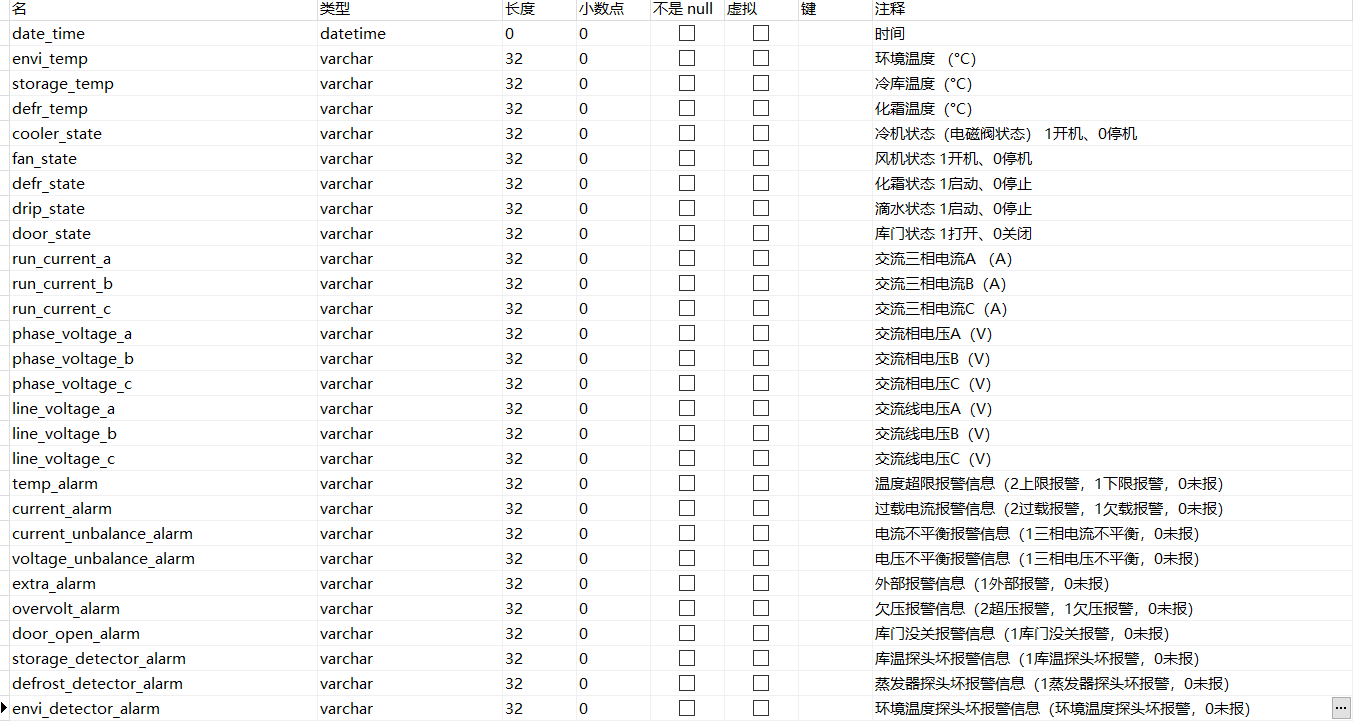 名 类型 长度 小数点 不是 null 虚拟 键 注释
date_time datetime 0 0 时间
envi_temp varchar 32 0 环境温度 （°C）
storage_temp varchar 32 0 冷库温度（°C）
defr_temp varchar 32 0 化霜温度（°C）
cooler_state varchar 32 0 冷机状态（电磁阀状态） 1开机、0停机
fan_state varchar 32 0 风机状态 1开机、0停机
defr_state varchar 32 0 化霜状态 1启动、0停止
drip_state varchar 32 0 滴水状态 1启动、0停止
door_state varchar 32 0 库门状态 1打开、0关闭
run_current_a varchar 32 0 交流三相电流A （A）
run_current_b varchar 32 0 交流三相电流B（A）
run_current_c varchar 32 0 交流三相电流C（A）
phase_voltage_a varchar 32 0 交流相电压A（V）
phase_voltage_b varchar 32 0 交流相电压B（V）
phase_voltage_c varchar 32 0 交流相电压C（V）
line_voltage_a varchar 32 0 交流线电压A（V）
line_voltage_b varchar 32 0 交流线电压B（V）
line_voltage_c varchar 32 0 交流线电压C（V）
temp_alarm varchar 32 0 温度超限报警信息（2上限报警，1下限报警，0未报）
current_alarm varchar 32 0 过载电流报警信息（2过载报警，1欠载报警，0未报）
current_unbalance_alarm varchar 32 0 电流不平衡报警信息（1三相电流不平衡，0未报）
voltage_unbalance_alarm varchar 32 0 电压不平衡报警信息（1三相电压不平衡，0未报）
extra_alarm varchar 32 0 外部报警信息（1外部报警，0未报）
overvolt_alarm varchar 32 0 欠压报警信息（2超压报警，1欠压报警，0未报）
door_open_alarm varchar 32 0 库门没关报警信息（1库门没关报警，0未报）
storage_detector_alarm varchar 32 0 库温探头坏报警信息（1库温探头坏报警，0未报）
defrost_detector_alarm varchar 32 0 蒸发器探头坏报警信息（1蒸发器探头坏报警，0未报）
envi_detector_alarm varchar 32 0 环境温度探头坏报警信息（环境温度探头坏报警，0未报）